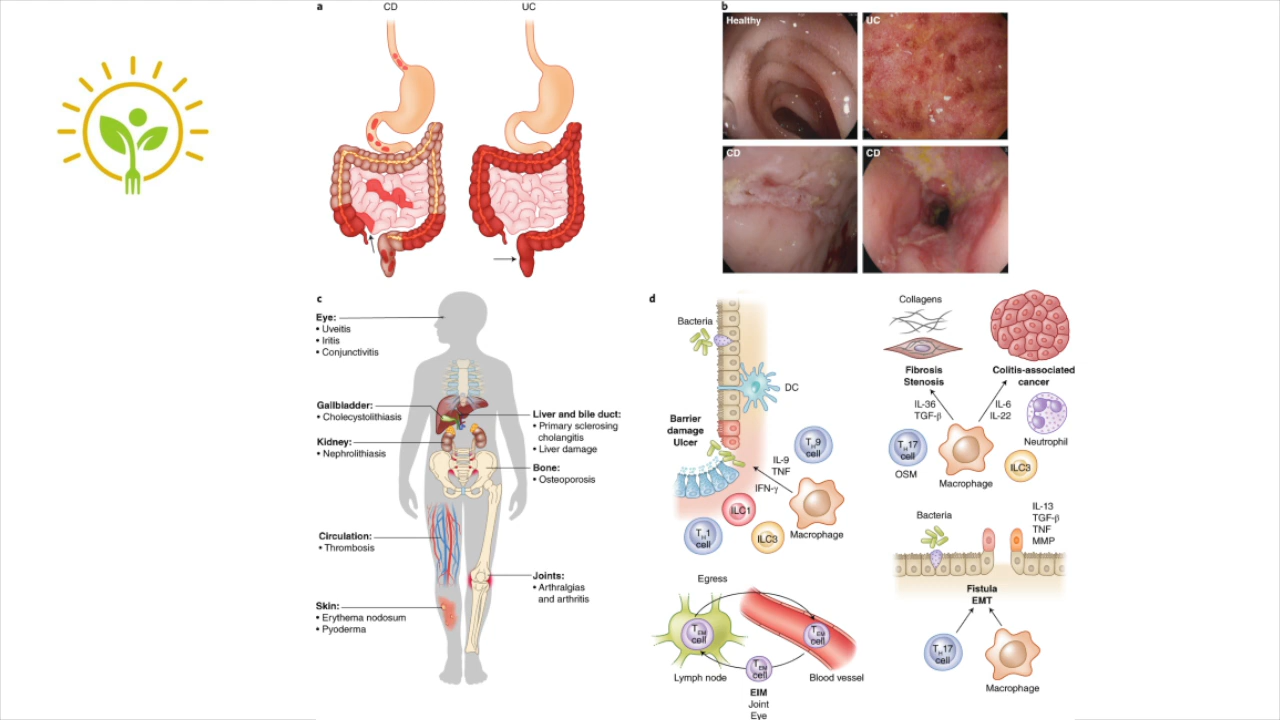 a
CD
UC
b
Healthy
UC
CD
CD
c
Eye:
• Uveitis
• Iritis
• Conjunctivitis
Gallbladder:
• Cholecystolithiasis
Kidney:
• Nephrolithiasis
Circulation:
• Thrombosis
Skin:
• Erythema nodosum
• Pyoderma
Liver and bile duct:
• Primary sclerosing
cholangitis
• Liver damage
Bone:
• Osteoporosis
Joints:
• Arthralgias
and arthritis
d
Bacteria
DC
Barrier
damage
Ulcer
IL-9
TNF
IFN-γ
TH9
cell
ILC1
TH1
cell
ILC3
Macrophage
Collagens
Fibrosis
Stenosis
Colitis-associated
cancer
IL-36
TGF-β
IL-6
IL-22
Neutrophil
TH17
cell
OSM
Macrophage
ILC3
Egress
TEM
cell
TEM
cell
TEM
cell
Lymph node
Blood vessel
EIM
Joint
Eye
Bacteria
IL-13
TGF-β
TNF
MMP
Fistula
EMT
TH17
cell
Macrophage